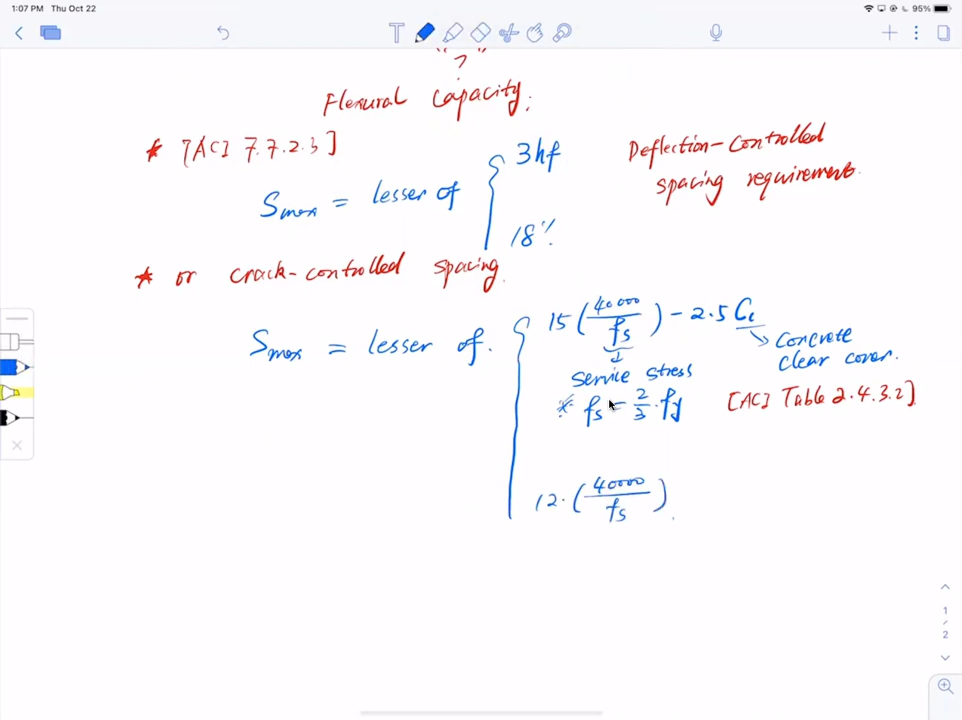 1:07 PM Thu Oct 22
95%
T
Flexural capacity.
* [ACI 7.7.2.3]
Smax = lesser of { 3hf
18".
Deflection-Controlled
spacing requirement.
* or crack-controlled spacing.
Smax = lesser of. { 15 (40000/fs) - 2.5 Cc
Concrete
clear cover.
service stress
* fs = 2/3 · fy
[ACI Table 2.4.3.2]
12. (40000/fs).
1
/
2